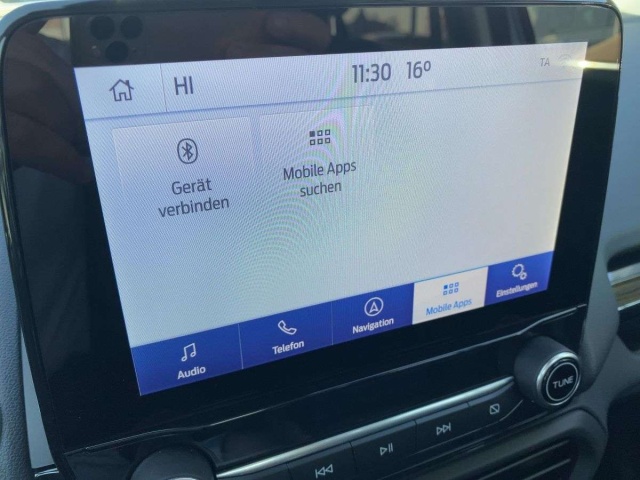 HI 11:30 16° TA
Gerät
verbinden
Mobile Apps
suchen
Audio
Telefon
Navigation
Mobile Apps
Einstellungen
TUNE